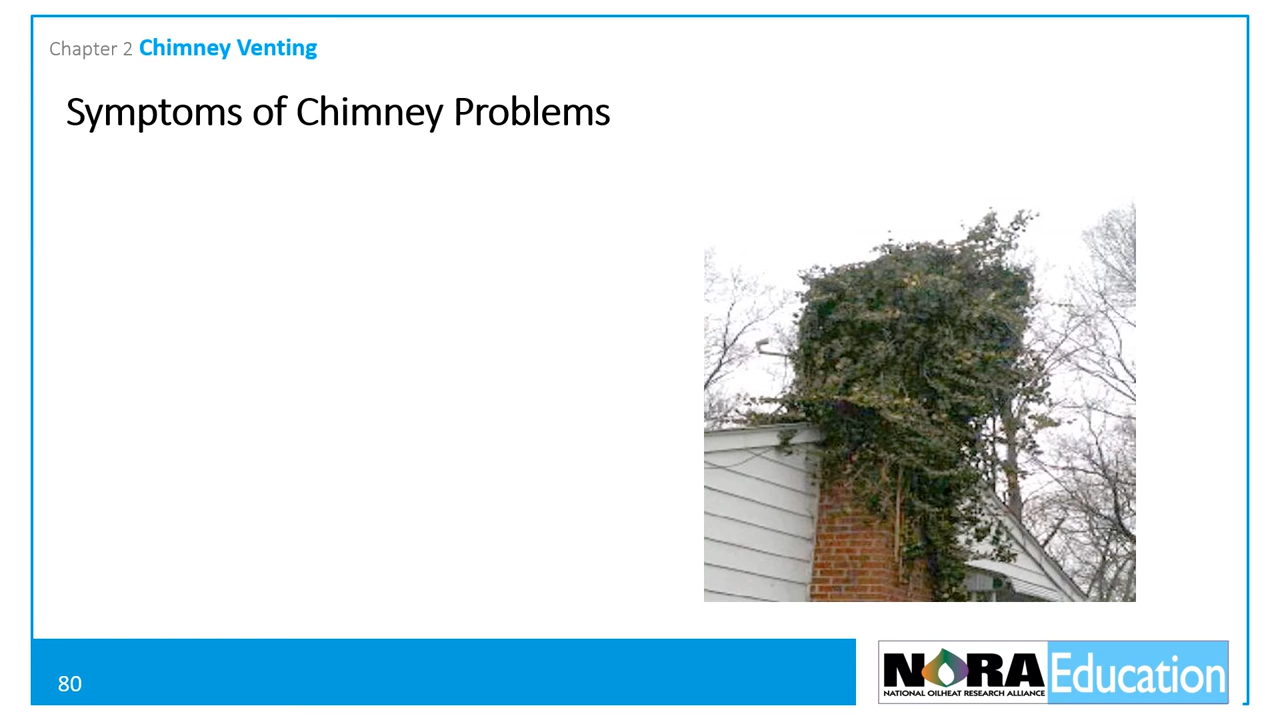 Chapter 2 Chimney Venting
Symptoms of Chimney Problems
80
NORA Education
NATIONAL OILHEAT RESEARCH ALLIANCE